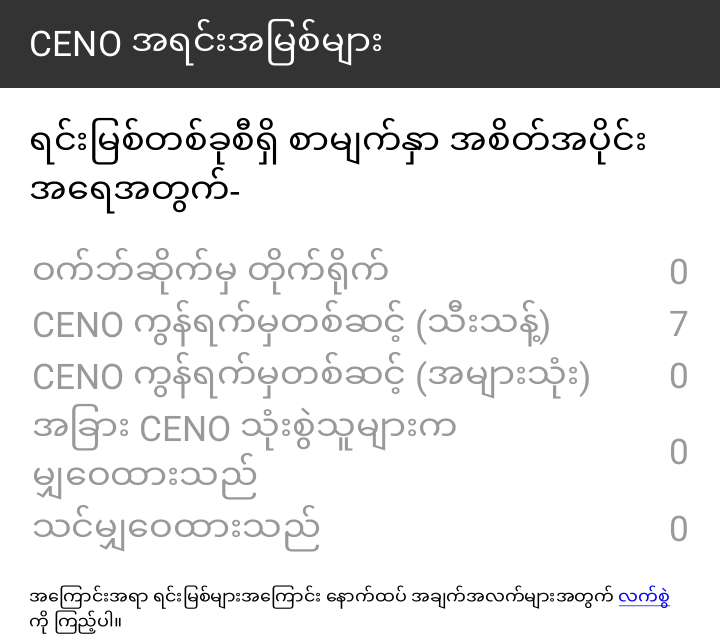 CENO အရင်းအမြစ်များ
ရင်းမြစ်တစ်ခုစီရှိ စာမျက်နှာ အစိတ်အပိုင်း
အရေအတွက်-
ဝက်ဘ်ဆိုက်မှ တိုက်ရိုက် 0
CENO ကွန်ရက်မှတစ်ဆင့် (သီးသန့်) 7
CENO ကွန်ရက်မှတစ်ဆင့် (အများသုံး) 0
အခြား CENO သုံးစွဲသူများက
မျှဝေထားသည် 0
သင်မျှဝေထားသည် 0
အကြောင်းအရာ ရင်းမြစ်များအကြောင်း နောက်ထပ် အချက်အလက်များအတွက် လက်စွဲ
ကို ကြည့်ပါ။